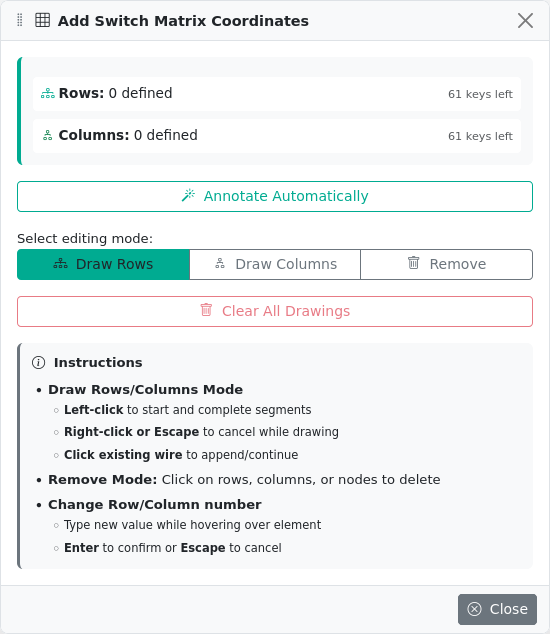 Add Switch Matrix Coordinates
Rows: 0 defined 61 keys left
Columns: 0 defined 61 keys left
Annotate Automatically
Select editing mode:
Draw Rows Draw Columns Remove
Clear All Drawings
Instructions
• Draw Rows/Columns Mode
◦ Left-click to start and complete segments
◦ Right-click or Escape to cancel while drawing
◦ Click existing wire to append/continue
• Remove Mode: Click on rows, columns, or nodes to delete
• Change Row/Column number
◦ Type new value while hovering over element
◦ Enter to confirm or Escape to cancel
Close